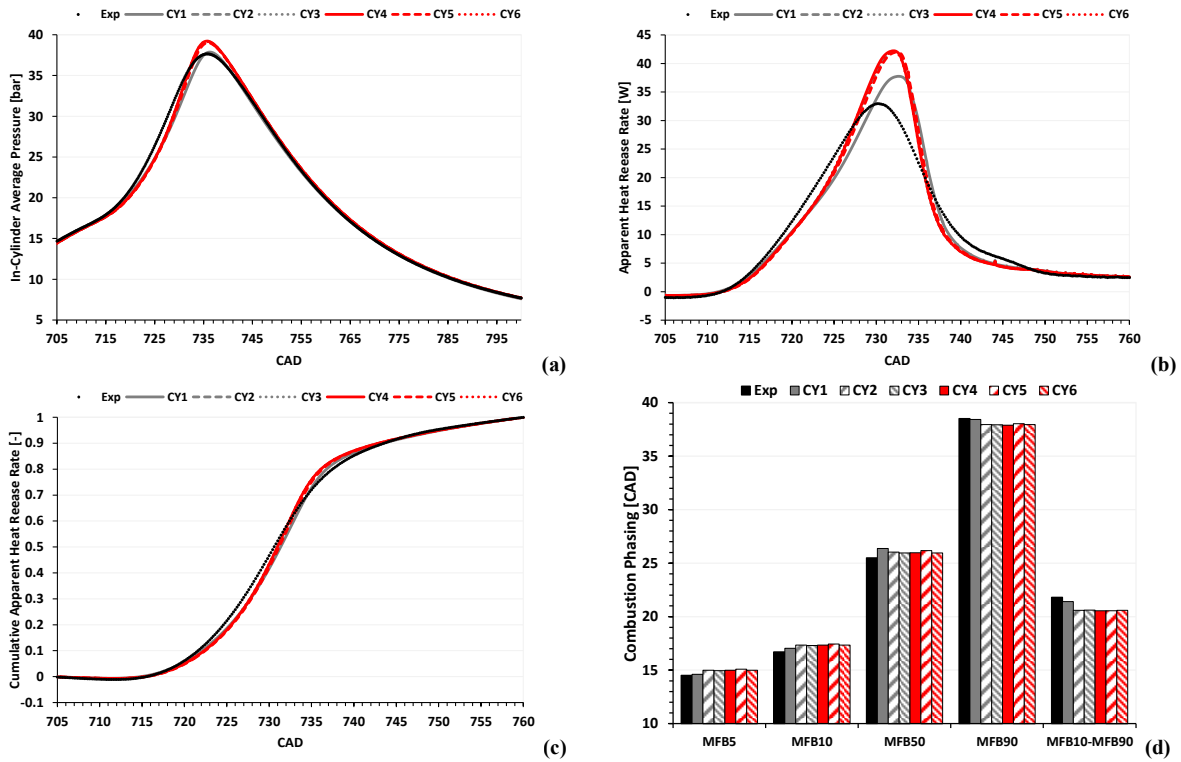 Exp CY1 CY2 CY3 CY4 CY5 CY6
40
35
30
25
20
15
10
5
In-Cylinder Average Pressure [bar]
705 715 725 735 745 755 765 775 785 795
CAD
(a)
Exp CY1 CY2 CY3 CY4 CY5 CY6
45
40
35
30
25
20
15
10
5
0
-5
Apparent Heat Reease Rate [W]
705 710 715 720 725 730 735 740 745 750 755 760
CAD
(b)
Exp CY1 CY2 CY3 CY4 CY5 CY6
1
0.9
0.8
0.7
0.6
0.5
0.4
0.3
0.2
0.1
0
-0.1
Cumulative Apparent Heat Reease Rate [-]
705 710 715 720 725 730 735 740 745 750 755 760
CAD
(c)
Exp CY1 CY2 CY3 CY4 CY5 CY6
40
35
30
25
20
15
10
Combustion Phasing [CAD]
MFB5 MFB10 MFB50 MFB90 MFB10-MFB90
(d)